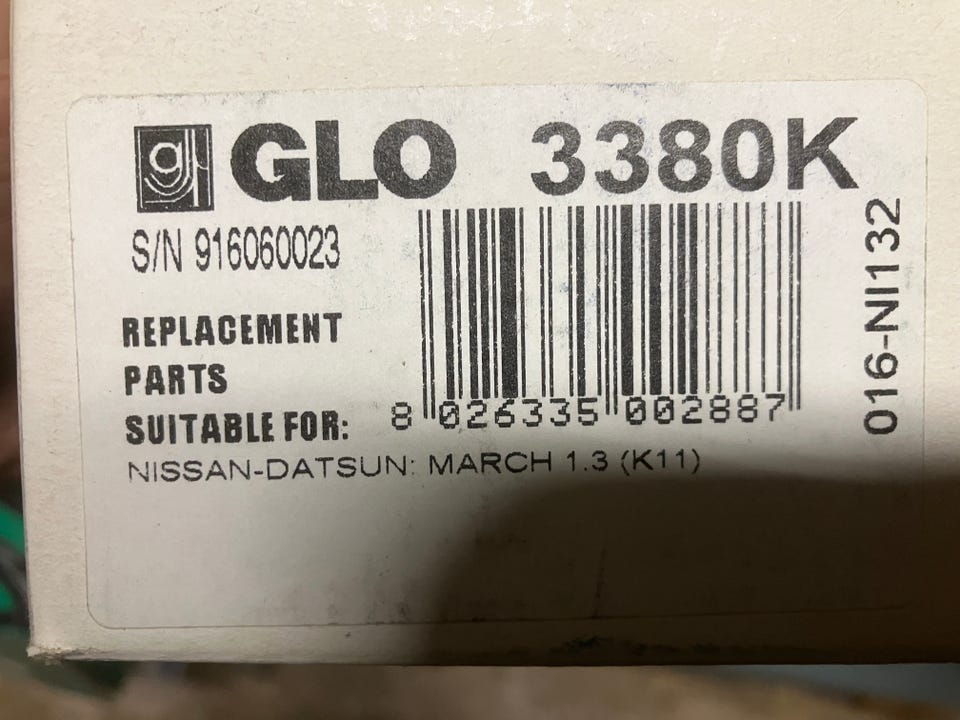 GLO 3380K
S/N 916060023
REPLACEMENT
PARTS
SUITABLE FOR:
8 026335 002887
NISSAN-DATSUN: MARCH 1.3 (K11)
016-NI132